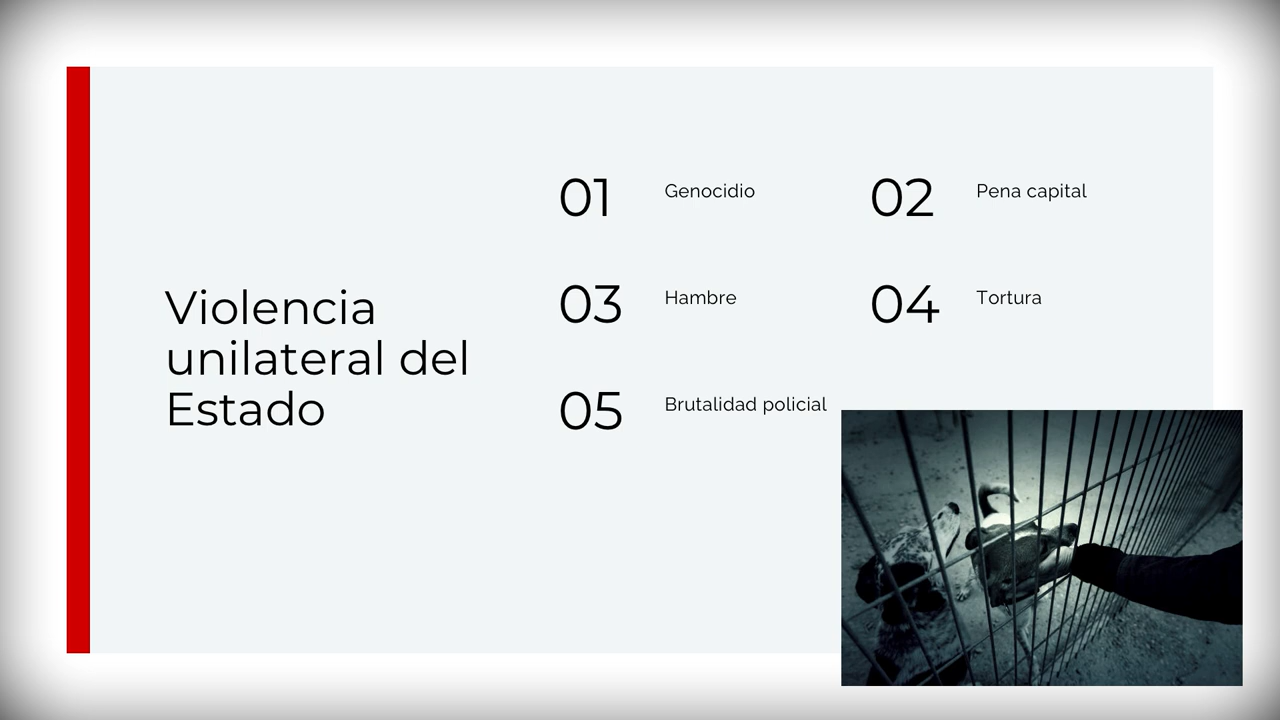 Violencia
unilateral del
Estado
01 Genocidio
02 Pena capital
03 Hambre
04 Tortura
05 Brutalidad policial